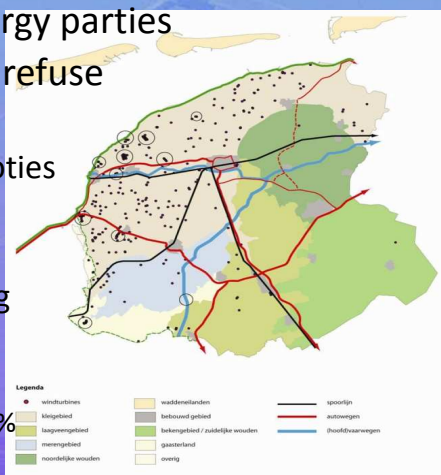 rgy parties
refuse
ties
g
%
Legenda
windturbines
kleigebied
laagveengebied
merengebied
noordelijke wouden
waddeneilanden
bebouwd gebied
bekengebied / zuidelijke wouden
gaasterland
overig
spoorlijn
autowegen
(hoofd)vaarwegen